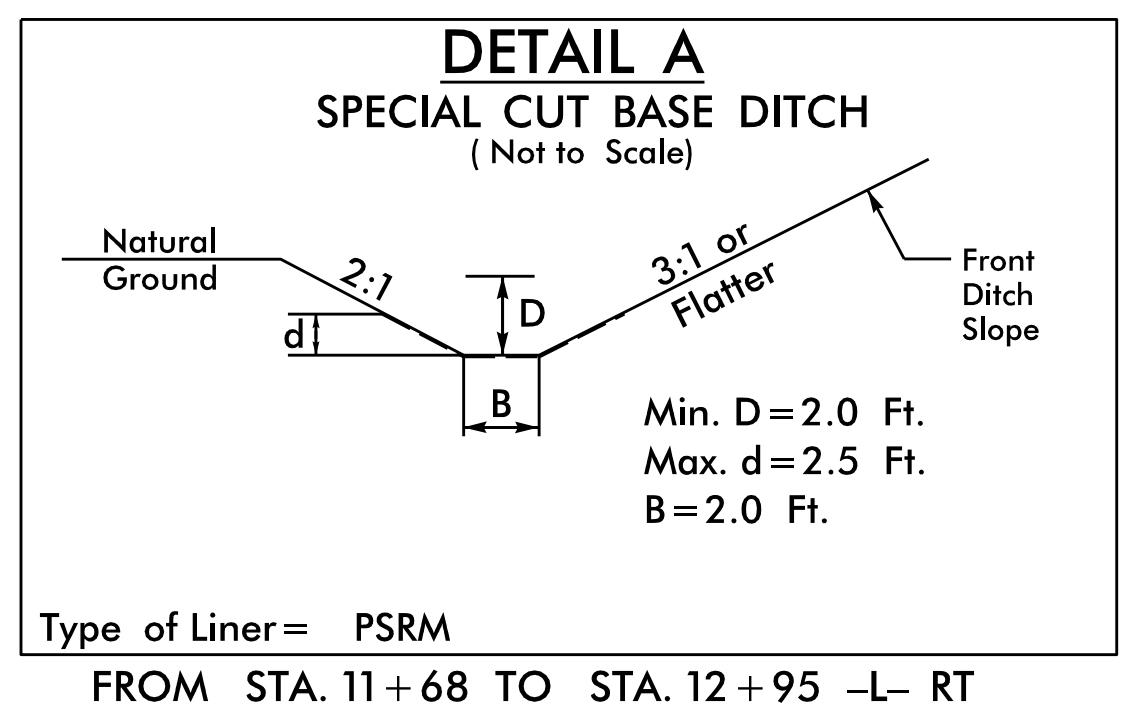 DETAIL A
SPECIAL CUT BASE DITCH
( Not to Scale)
Natural
Ground
2:1
d
D
B
3:1 or
Flatter
Front
Ditch
Slope
Min. D=2.0 Ft.
Max. d=2.5 Ft.
B=2.0 Ft.
Type of Liner= PSRM
FROM STA. 11+68 TO STA. 12+95 -L- RT